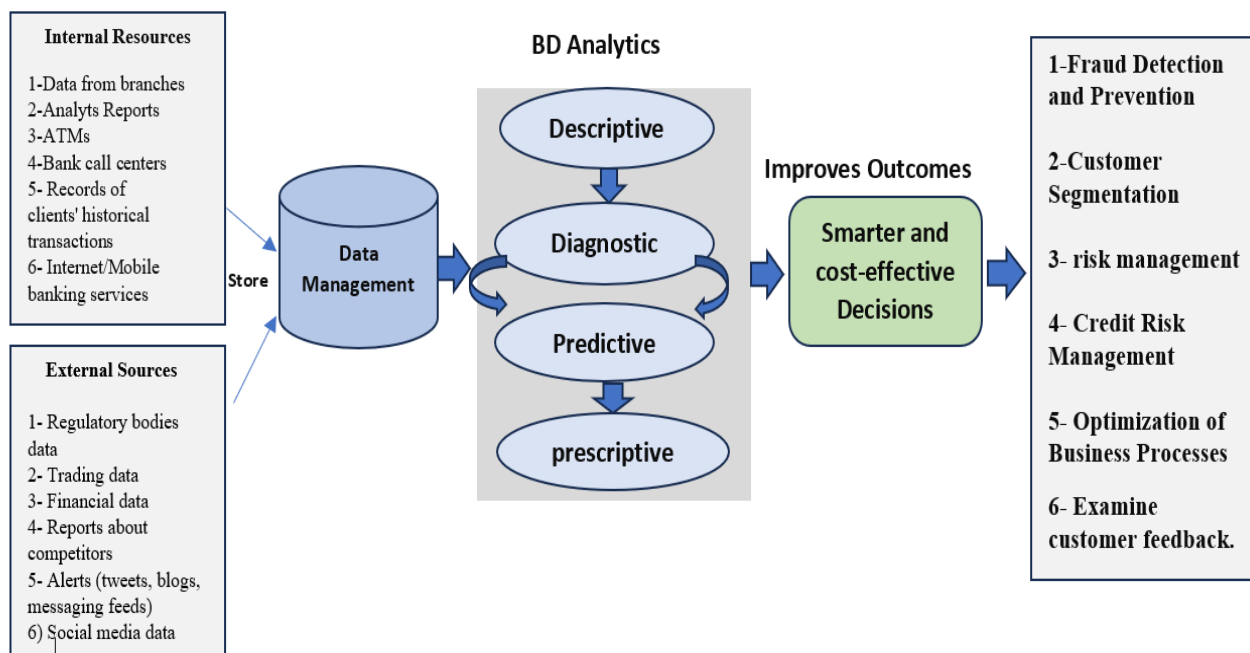 Internal Resources
1-Data from branches
2-Analyts Reports
3-ATMs
4-Bank call centers
5- Records of
clients' historical
transactions
6- Internet/Mobile
banking services
External Sources
1- Regulatory bodies
data
2- Trading data
3- Financial data
4- Reports about
competitors
5- Alerts (tweets, blogs,
messaging feeds)
6) Social media data
Store
Data
Management
BD Analytics
Descriptive
Diagnostic
Predictive
prescriptive
Improves Outcomes
Smarter and
cost-effective
Decisions
1-Fraud Detection
and Prevention
2-Customer
Segmentation
3- risk management
4- Credit Risk
Management
5- Optimization of
Business Processes
6- Examine
customer feedback.